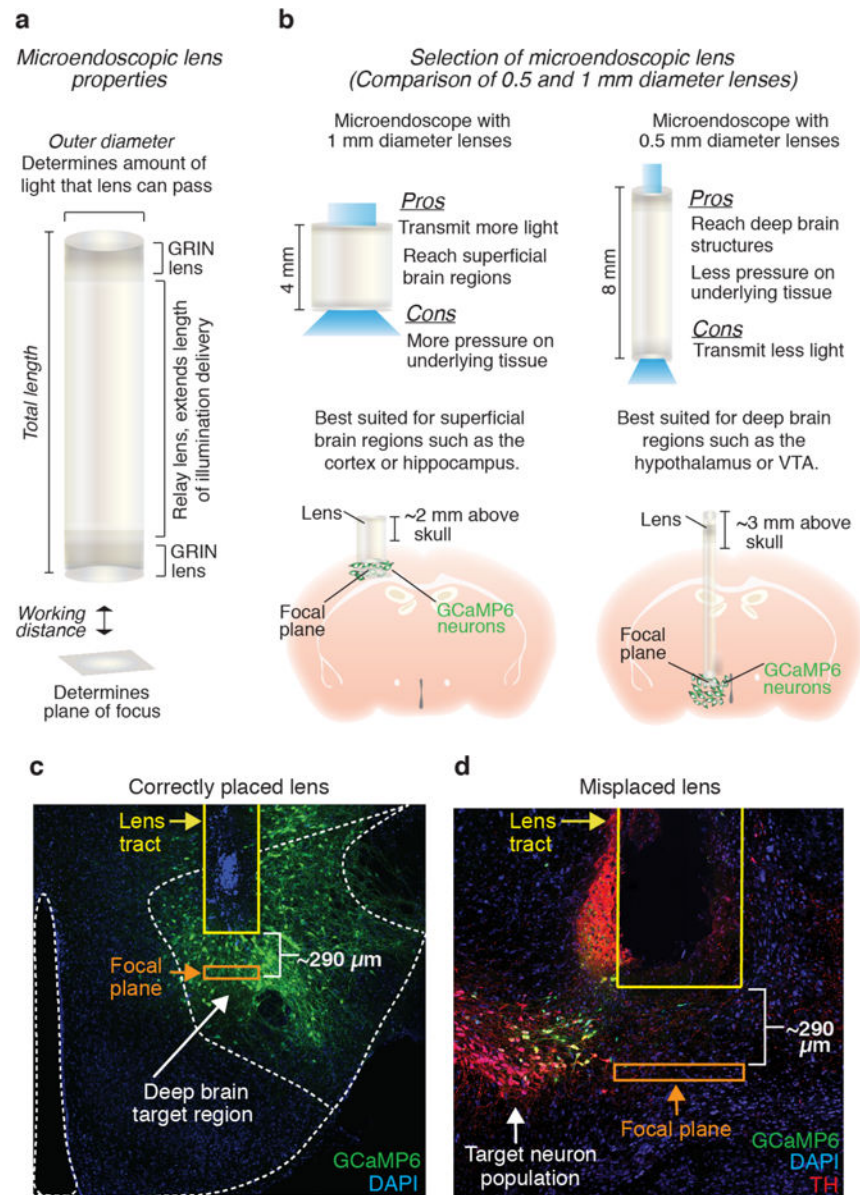 a
Microendoscopic lens
properties
Outer diameter
Determines amount of
light that lens can pass
GRIN
lens
Total length
Relay lens, extends length
of illumination delivery
GRIN
lens
Working
distance
Determines
plane of focus
b
Selection of microendoscopic lens
(Comparison of 0.5 and 1 mm diameter lenses)
Microendoscope with
1 mm diameter lenses
4 mm
Pros
Transmit more light
Reach superficial
brain regions
Cons
More pressure on
underlying tissue
Best suited for superficial
brain regions such as the
cortex or hippocampus.
Lens
~2 mm above
skull
Focal
plane
GCaMP6
neurons
Microendoscope with
0.5 mm diameter lenses
8 mm
Pros
Reach deep brain
structures
Less pressure on
underlying tissue
Cons
Transmit less light
Best suited for deep brain
regions such as the
hypothalamus or VTA.
Lens
~3 mm above
skull
Focal
plane
GCaMP6
neurons
c
Correctly placed lens
Lens
tract
~290 µm
Focal
plane
Deep brain
target region
GCaMP6
DAPI
d
Misplaced lens
Lens
tract
~290
µm
Focal plane
Target neuron
population
GCaMP6
DAPI
TH